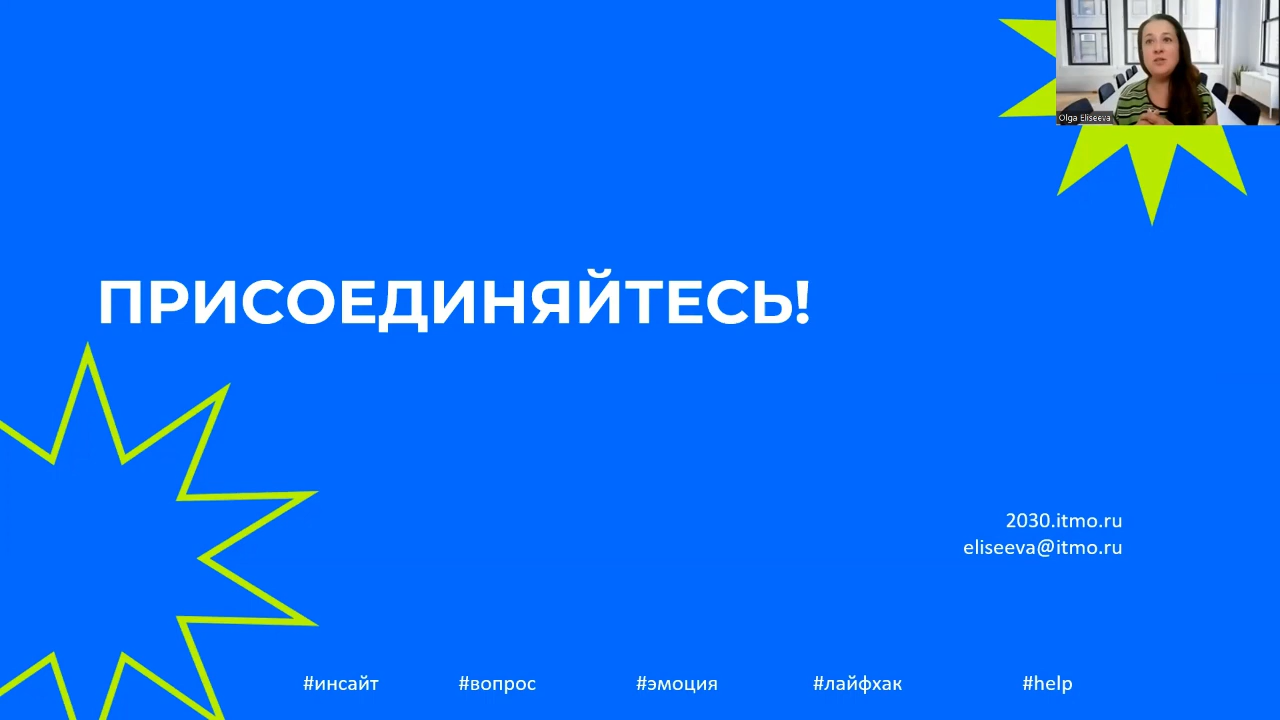 Olga Eliseeva
ПРИСОЕДИНЯЙТЕСЬ!
2030.itmo.ru
eliseeva@itmo.ru
#инсайт #вопрос #эмоция #лайфхак #help